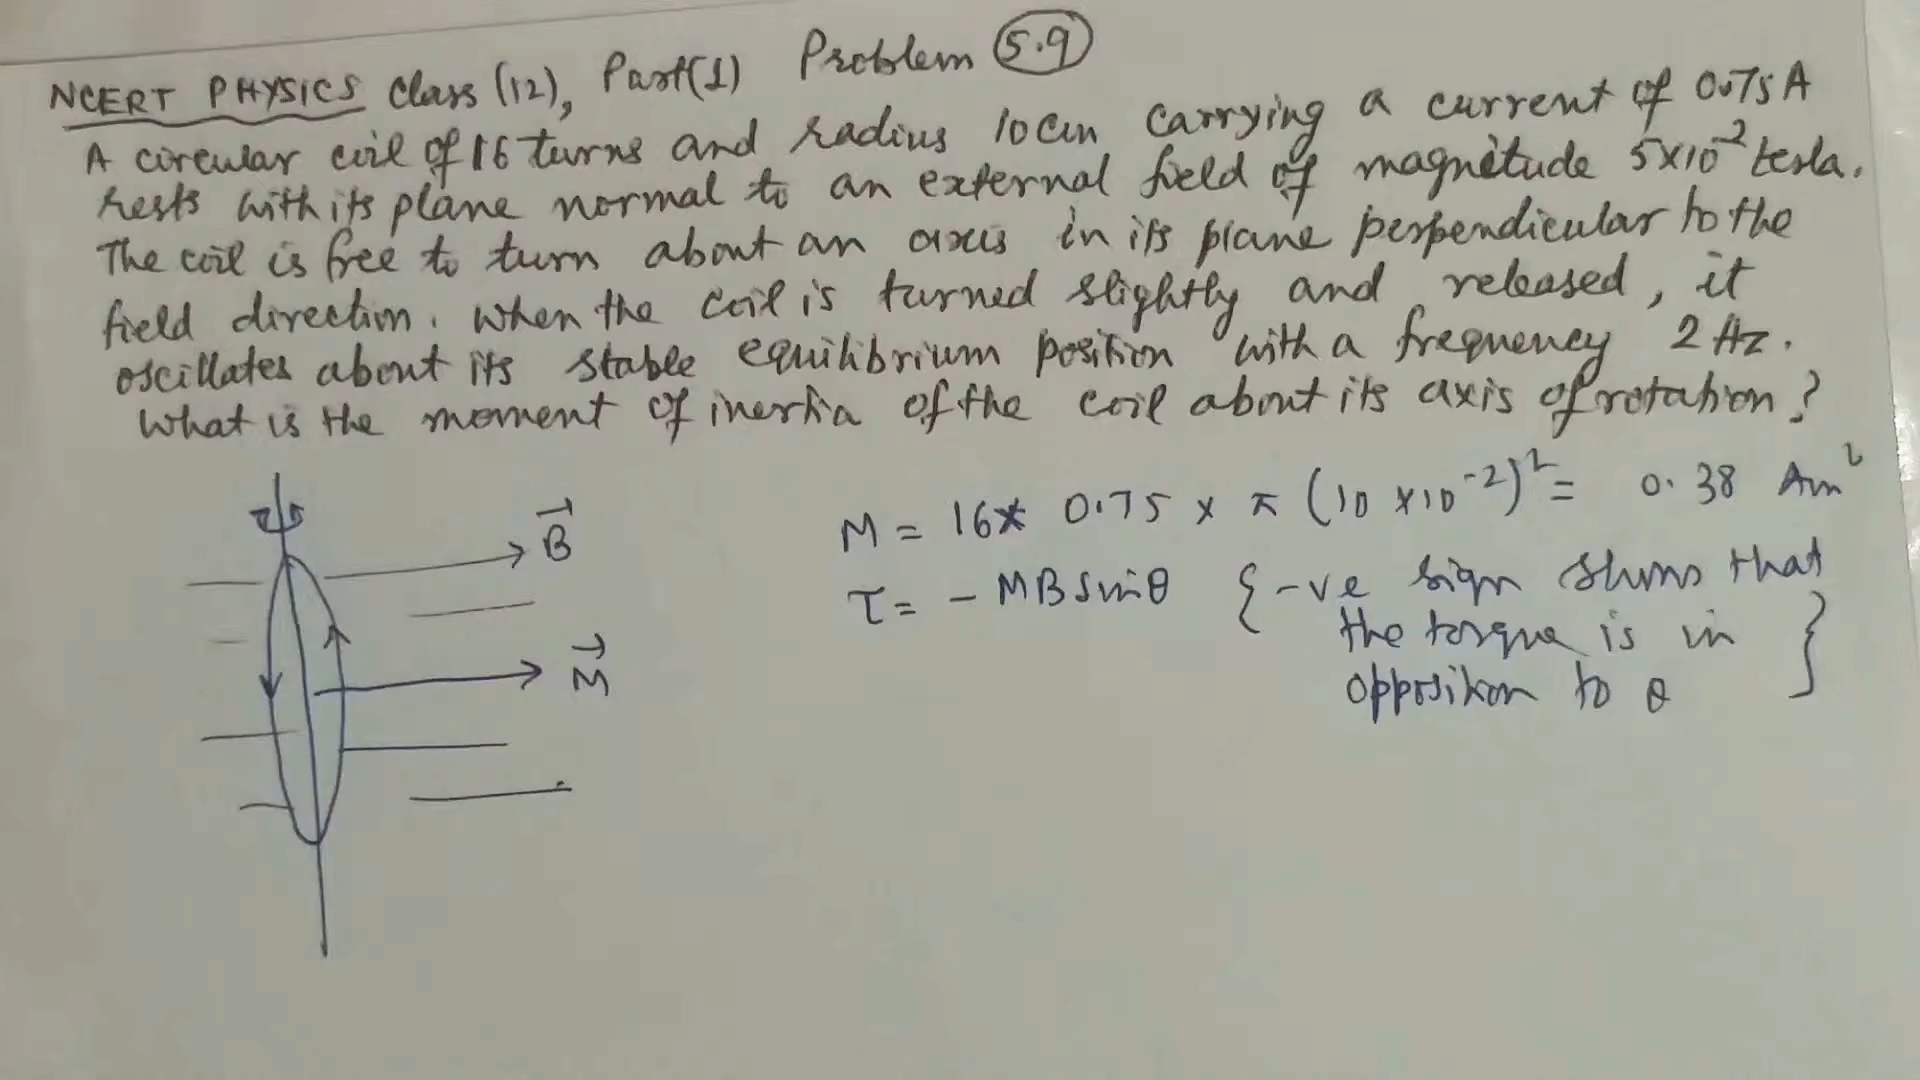 NCERT PHYSICS Class (12), Part(1) Problem 5.9
A circular coil of 16 turns and radius 10 cm carrying a current of 0.75 A
rests with its plane normal to an external field of magnitude 5×10⁻² tesla.
The coil is free to turn about an axis in its plane perpendicular to the
field direction. When the coil is turned slightly and released, it
oscillates about its stable equilibrium position with a frequency 2 Hz.
What is the moment of inertia of the coil about its axis of rotation?
B⃗
M⃗
M = 16 × 0.75 × π (10 ×10⁻²)² = 0.38 Am²
τ = - MB sinθ {-ve sign shows that
the torque is in
opposition to θ}